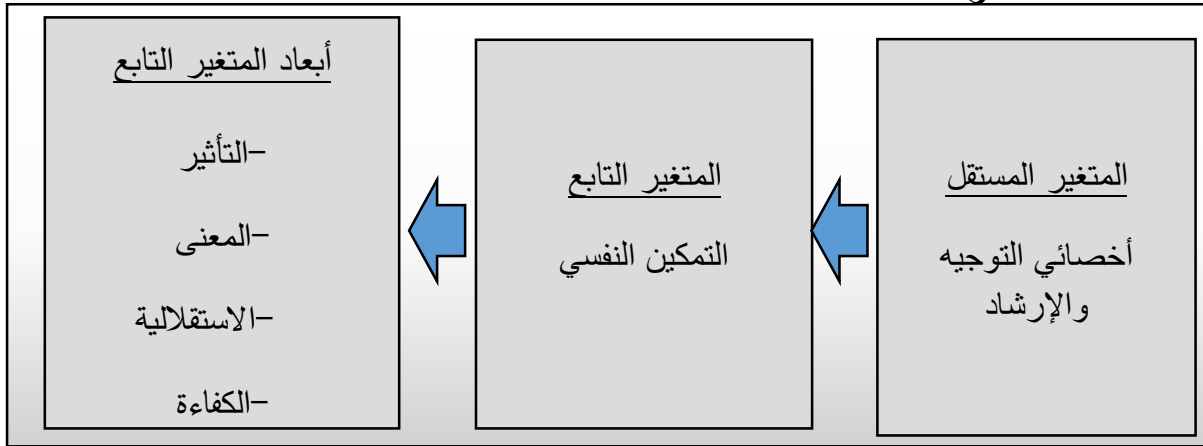 المتغير المستقل
أخصائي التوجيه
والإرشاد
المتغير التابع
التمكين النفسي
أبعاد المتغير التابع
-التأثير
-المعنى
-الاستقلالية
-الكفاءة